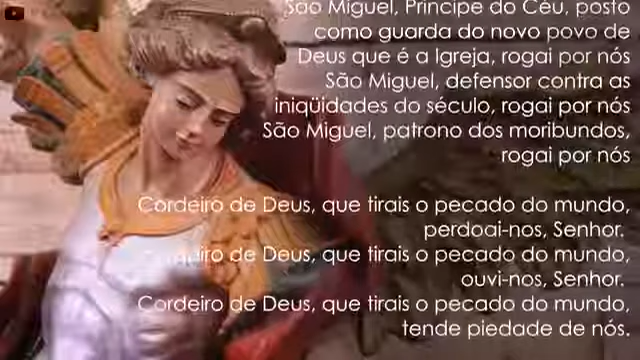 São Miguel, Príncipe do Céu, posto
como guarda do novo povo de
Deus que é a Igreja, rogai por nós
São Miguel, defensor contra as
iniqüidades do século, rogai por nós
São Miguel, patrono dos moribundos,
rogai por nós
Cordeiro de Deus, que tirais o pecado do mundo,
perdoai-nos, Senhor.
Cordeiro de Deus, que tirais o pecado do mundo,
ouvi-nos, Senhor.
Cordeiro de Deus, que tirais o pecado do mundo,
tende piedade de nós.